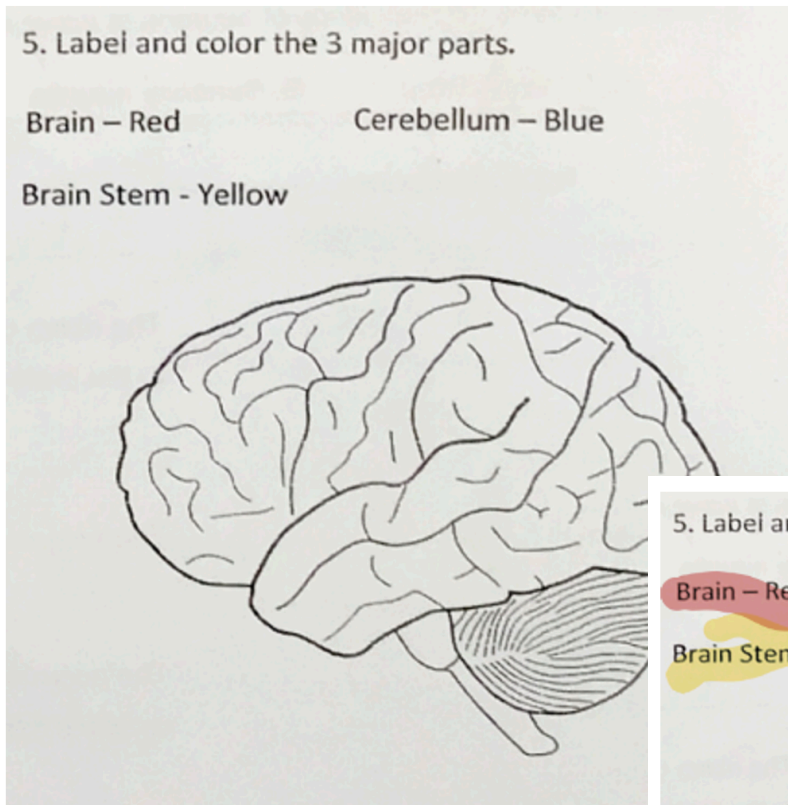 5. Label and color the 3 major parts.
Brain – Red
Cerebellum – Blue
Brain Stem - Yellow
5. Label
Brain – Re
Brain